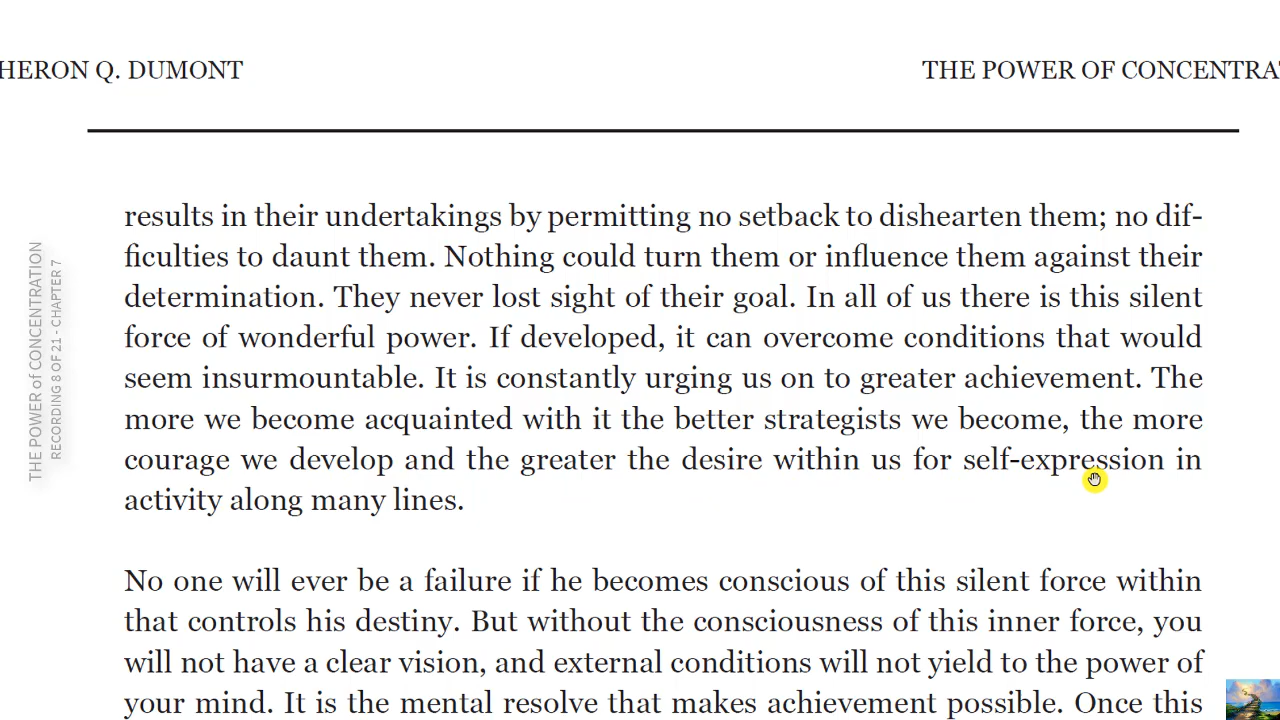 HERON Q. DUMONT
THE POWER OF CONCENTRA
THE POWER of CONCENTRATION
RECORDING 8 OF 21 - CHAPTER 7
results in their undertakings by permitting no setback to dishearten them; no dif-
ficulties to daunt them. Nothing could turn them or influence them against their
determination. They never lost sight of their goal. In all of us there is this silent
force of wonderful power. If developed, it can overcome conditions that would
seem insurmountable. It is constantly urging us on to greater achievement. The
more we become acquainted with it the better strategists we become, the more
courage we develop and the greater the desire within us for self-expression in
activity along many lines.
No one will ever be a failure if he becomes conscious of this silent force within
that controls his destiny. But without the consciousness of this inner force, you
will not have a clear vision, and external conditions will not yield to the power of
your mind. It is the mental resolve that makes achievement possible. Once this